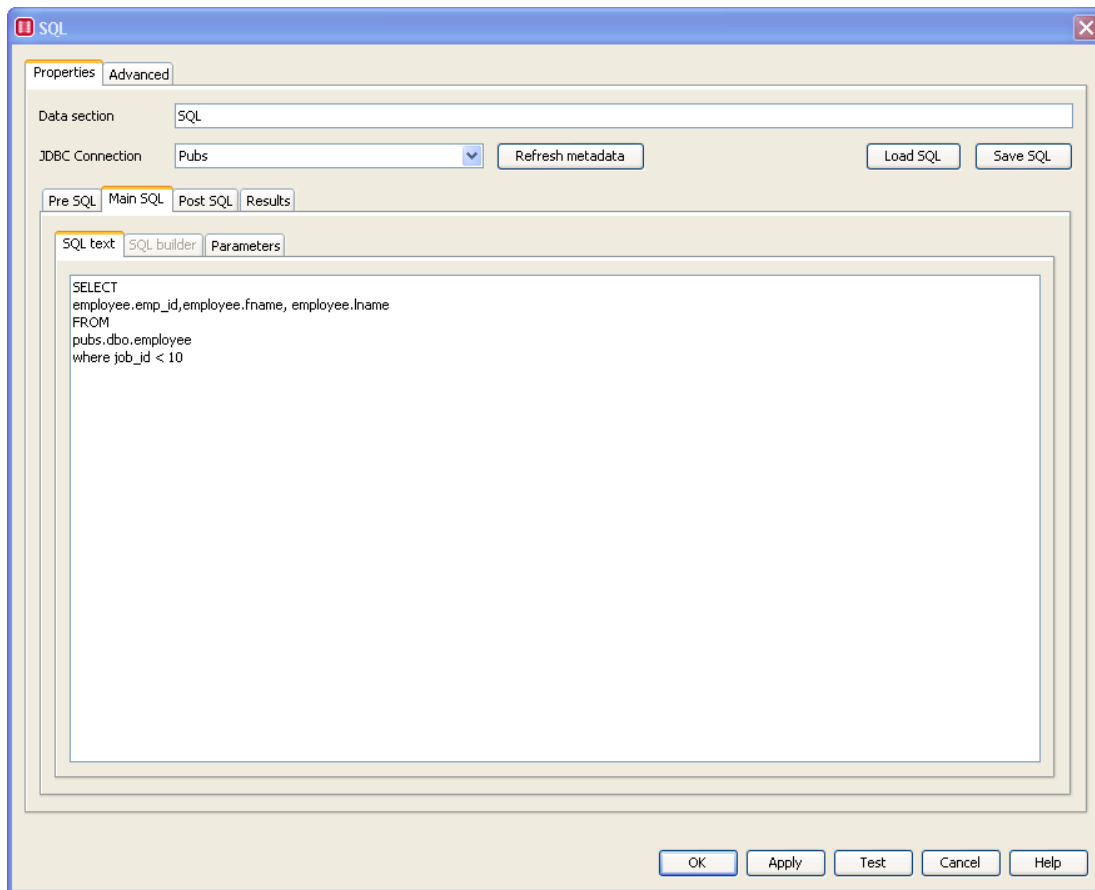 SQL
Properties Advanced
Data section SQL
JDBC Connection Pubs Refresh metadata Load SQL Save SQL
Pre SQL Main SQL Post SQL Results
SQL text SQL builder Parameters
SELECT
employee.emp_id,employee.fname, employee.lname
FROM
pubs.dbo.employee
where job_id < 10
OK Apply Test Cancel Help